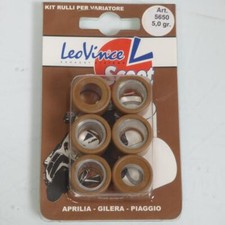 KIT RULLI PER VARIATORE
Art.
5650
5,0 gr.
LeoVince
Scoot
APRILIA - GILERA - PIAGGIO